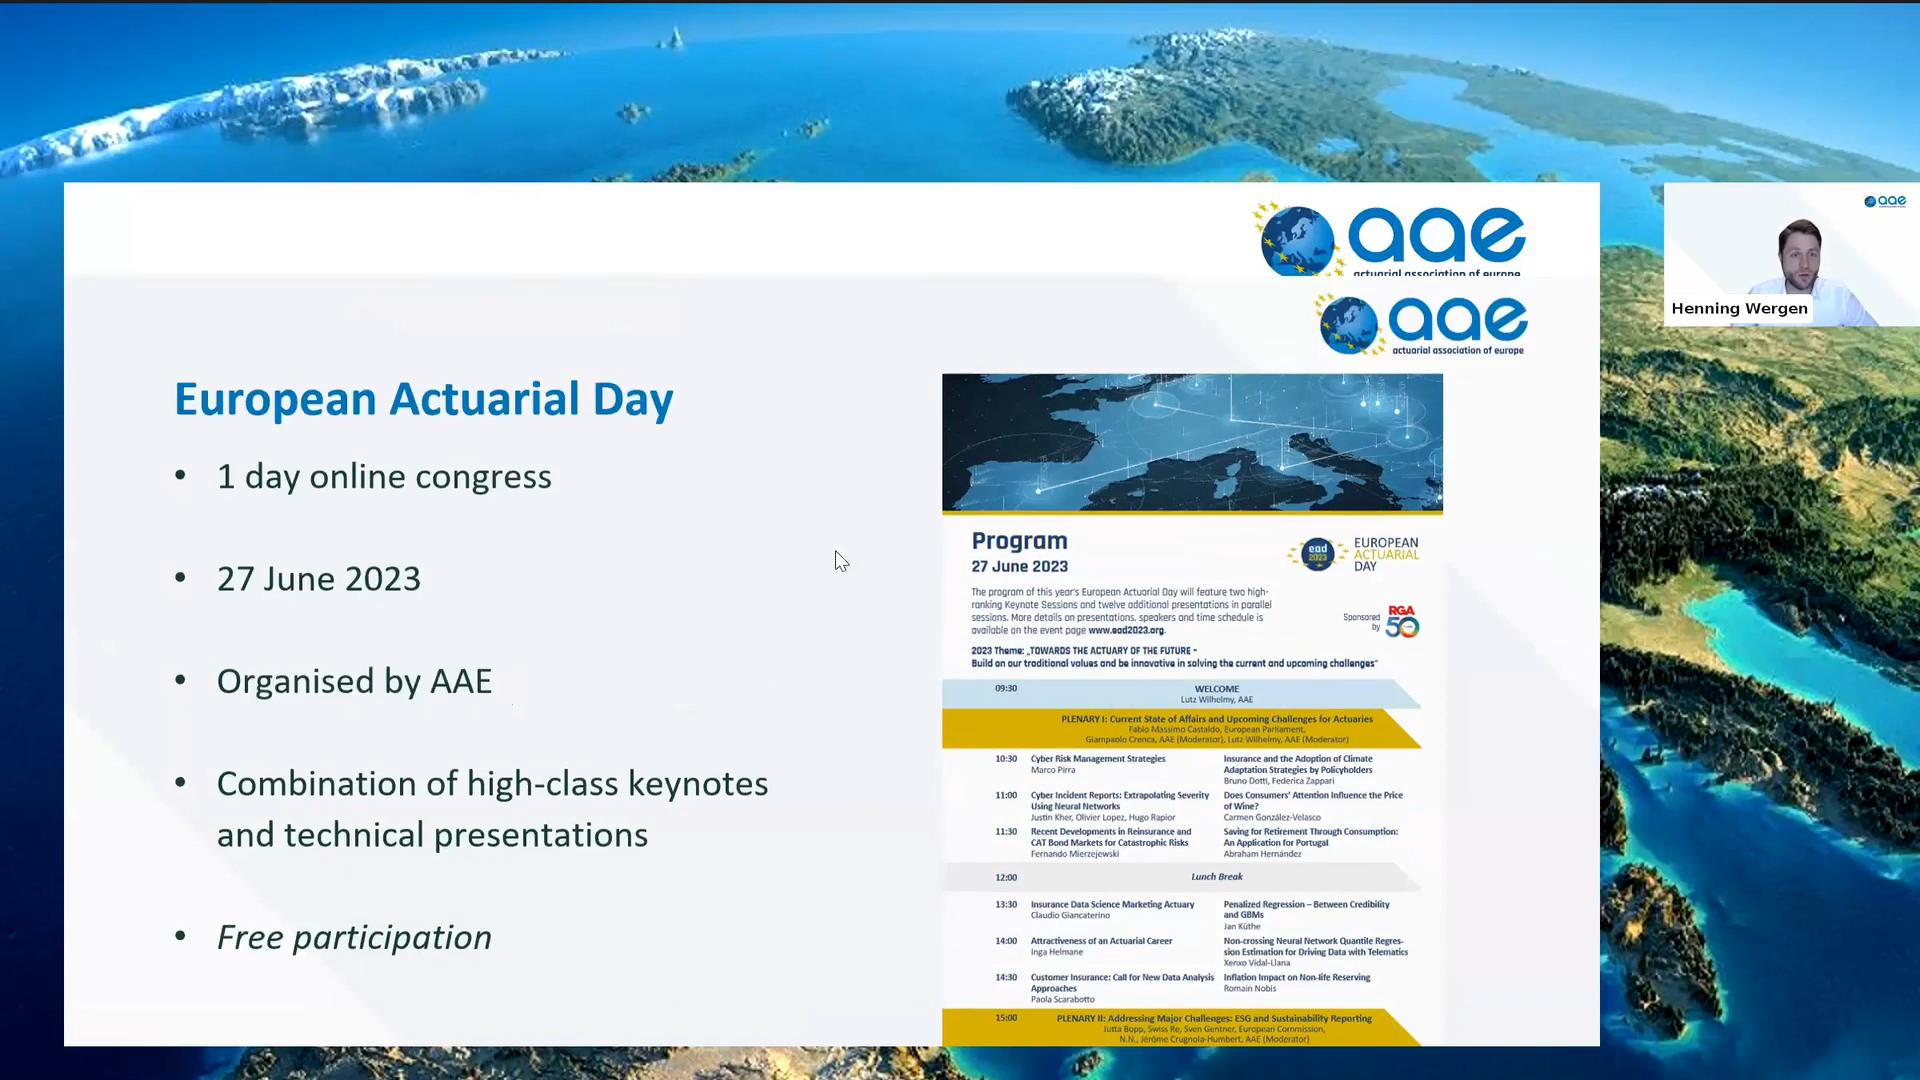 aae
actuarial association of europe
aae
actuarial association of europe
aae
Henning Wergen
European Actuarial Day
• 1 day online congress
• 27 June 2023
• Organised by AAE
• Combination of high-class keynotes
and technical presentations
• Free participation
Program
27 June 2023
ead
2023
EUROPEAN
ACTUARIAL
DAY
The program of this year's European Actuarial Day will feature two high-
ranking Keynote Sessions and twelve additional presentations in parallel
sessions. More details on presentations, speakers and time schedule is
available on the event page www.ead2023.org.
Sponsored
by
RGA
50
2023 Theme: „TOWARDS THE ACTUARY OF THE FUTURE –
Build on our traditional values and be innovative in solving the current and upcoming challenges"
09:30 WELCOME
Lutz Wilhelmy, AAE
PLENARY I: Current State of Affairs and Upcoming Challenges for Actuaries
Fabio Massimo Castaldo, European Parliament,
Giampaolo Crenca, AAE (Moderator), Lutz Wilhelmy, AAE (Moderator)
10:30 Cyber Risk Management Strategies
Marco Pirra
Insurance and the Adoption of Climate
Adaptation Strategies by Policyholders
Bruno Dotti, Federica Zappari
11:00 Cyber Incident Reports: Extrapolating Severity
Using Neural Networks
Justin Kher, Olivier Lopez, Hugo Rapior
Does Consumers' Attention Influence the Price
of Wine?
Carmen González-Velasco
11:30 Recent Developments in Reinsurance and
CAT Bond Markets for Catastrophic Risks
Fernando Mierzejewski
Saving for Retirement Through Consumption:
An Application for Portugal
Abraham Hernández
12:00 Lunch Break
13:30 Insurance Data Science Marketing Actuary
Claudio Giancaterino
Penalized Regression – Between Credibility
and GBMs
Jan Küthe
14:00 Attractiveness of an Actuarial Career
Inga Helmane
Non-crossing Neural Network Quantile Regres-
sion Estimation for Driving Data with Telematics
Xenxo Vidal-Llana
14:30 Customer Insurance: Call for New Data Analysis
Approaches
Paola Scarabotto
Inflation Impact on Non-life Reserving
Romain Nobis
15:00 PLENARY II: Addressing Major Challenges: ESG and Sustainability Reporting
Jutta Bopp, Swiss Re, Sven Gentner, European Commission,
N.N., Jérôme Crugnola-Humbert, AAE (Moderator)